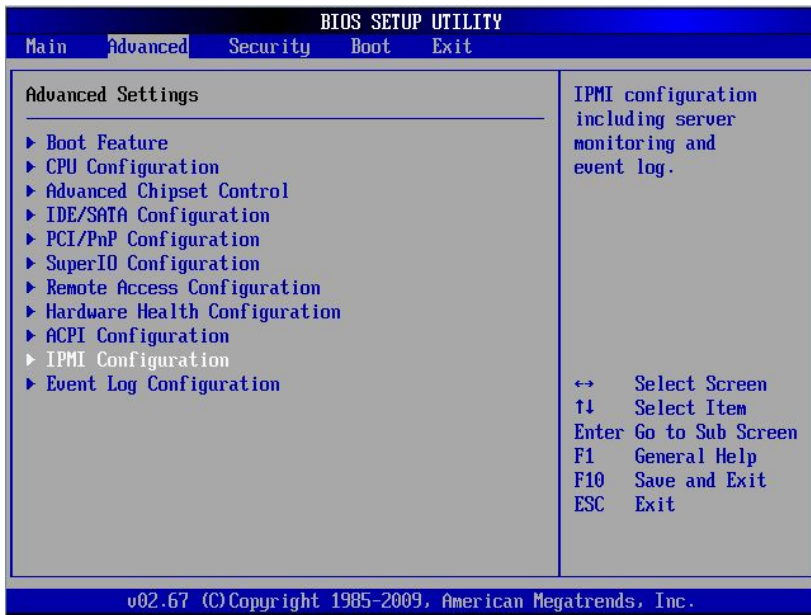 BIOS SETUP UTILITY
Main Advanced Security Boot Exit
Advanced Settings
▶ Boot Feature
▶ CPU Configuration
▶ Advanced Chipset Control
▶ IDE/SATA Configuration
▶ PCI/PnP Configuration
▶ SuperIO Configuration
▶ Remote Access Configuration
▶ Hardware Health Configuration
▶ ACPI Configuration
▶ IPMI Configuration
▶ Event Log Configuration
IPMI configuration
including server
monitoring and
event log.
↔ Select Screen
↑↓ Select Item
Enter Go to Sub Screen
F1 General Help
F10 Save and Exit
ESC Exit
v02.67 (C)Copyright 1985-2009, American Megatrends, Inc.